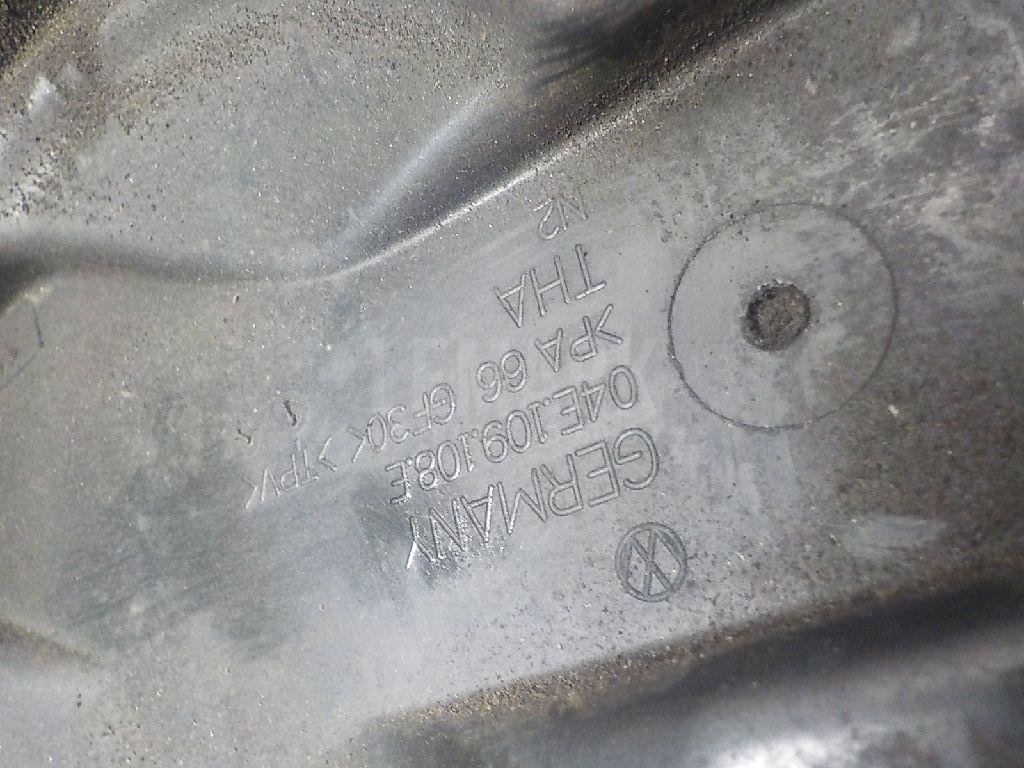 GERMANY
04E.109.108.E
>PA 66 GF30< >TPV<
THA
N2